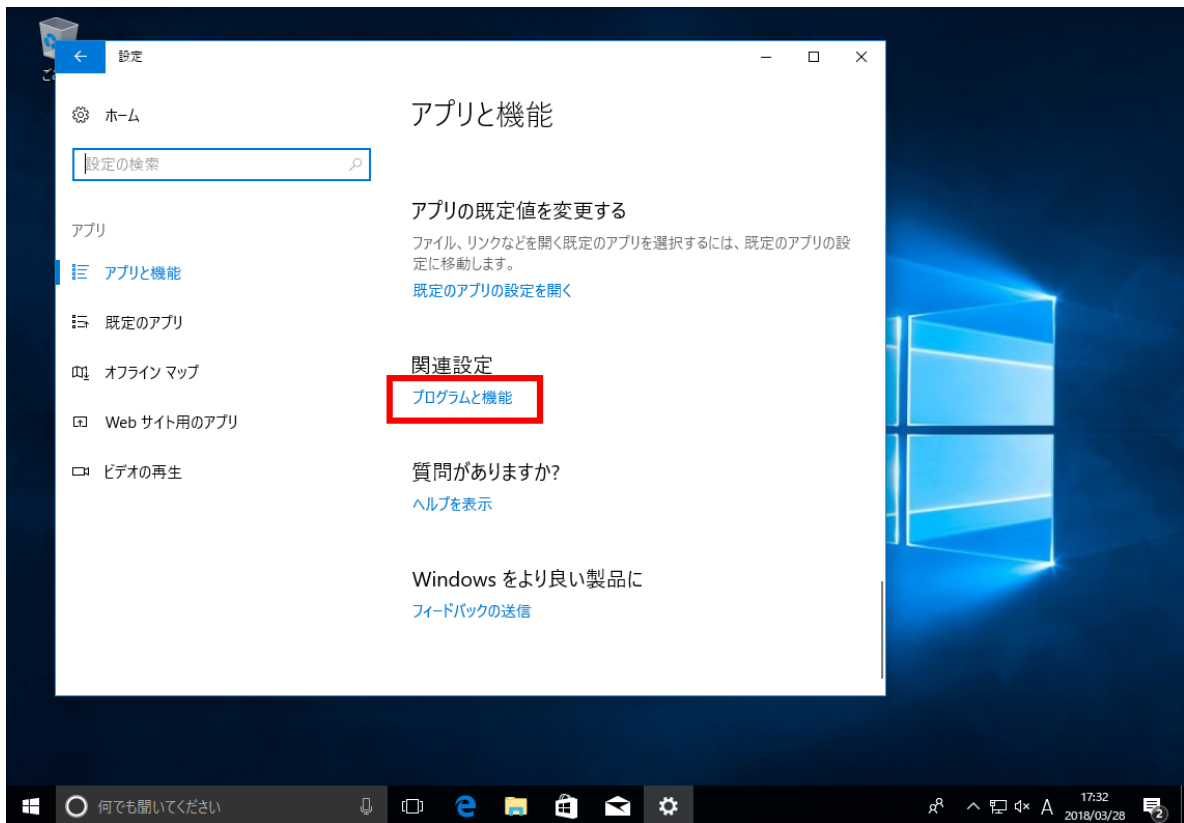 設定
ホーム
設定の検索
アプリ
アプリと機能
既定のアプリ
オフライン マップ
Web サイト用のアプリ
ビデオの再生
アプリと機能
アプリの既定値を変更する
ファイル、リンクなどを開く既定のアプリを選択するには、既定のアプリの設
定に移動します。
既定のアプリの設定を開く
関連設定
プログラムと機能
質問がありますか?
ヘルプを表示
Windows をより良い製品に
フィードバックの送信
何でも聞いてください
A
17:32
2018/03/28
2